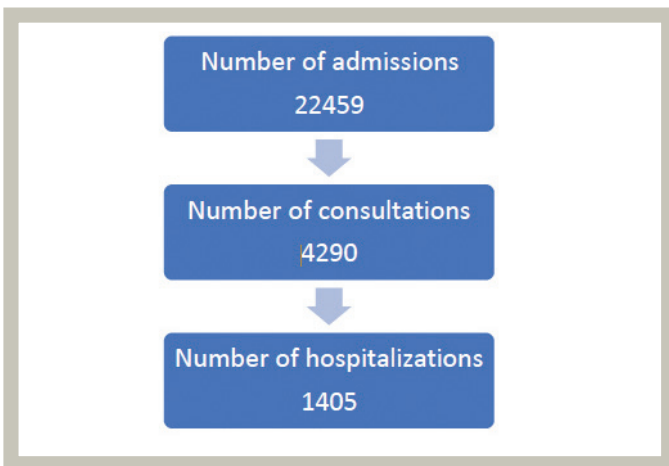 Number of admissions
22459
Number of consultations
4290
Number of hospitalizations
1405